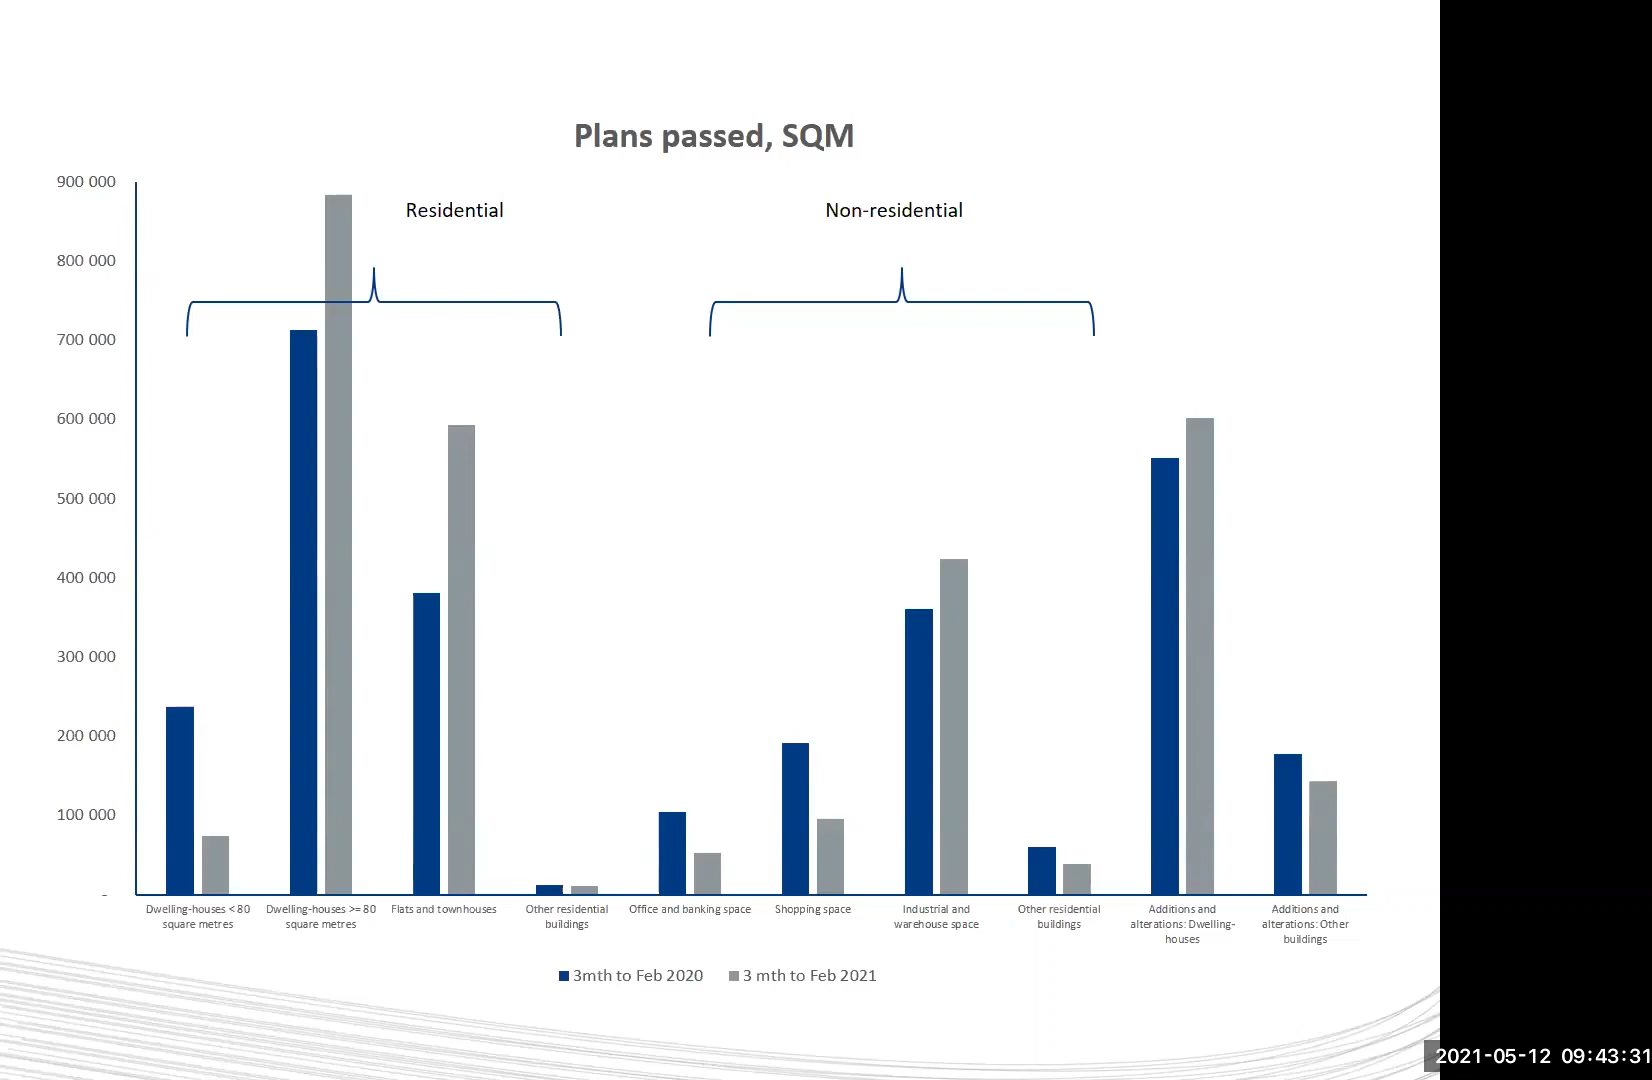 Plans passed, SQM
900 000
800 000
700 000
600 000
500 000
400 000
300 000
200 000
100 000
-
Residential
Non-residential
Dwelling-houses < 80
square metres
Dwelling-houses >= 80
square metres
Flats and townhouses
Other residential
buildings
Office and banking space
Shopping space
Industrial and
warehouse space
Other residential
buildings
Additions and
alterations: Dwelling-
houses
Additions and
alterations: Other
buildings
3mth to Feb 2020
3 mth to Feb 2021
2021-05-12 09:43:31